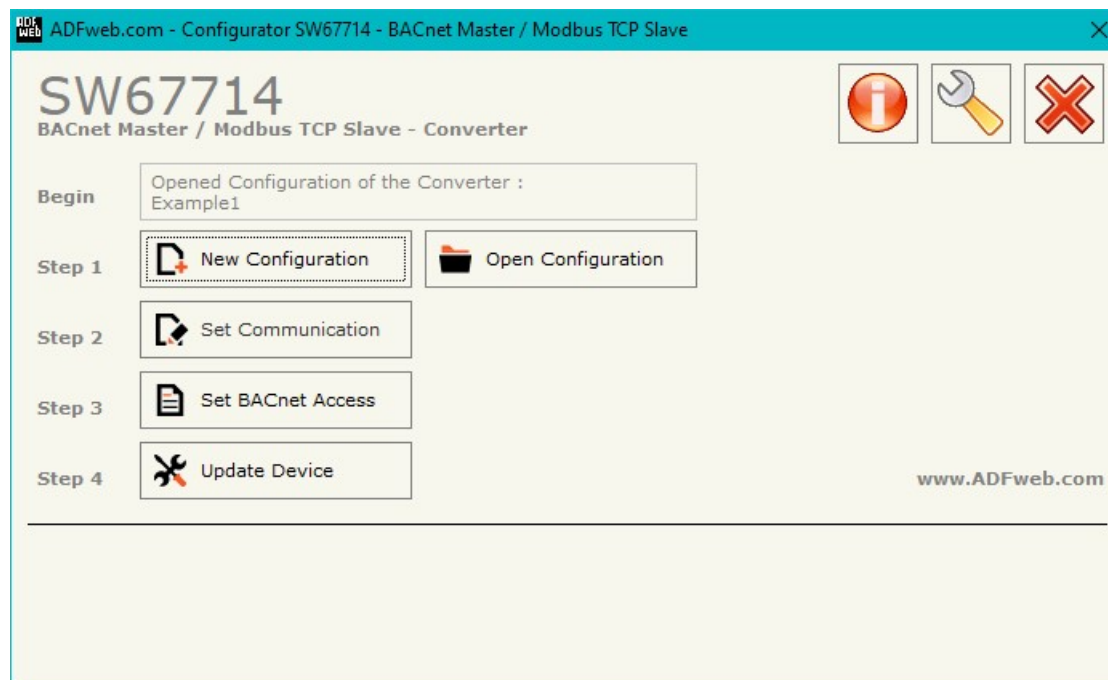 ADF WEB ADFweb.com - Configurator SW67714 - BACnet Master / Modbus TCP Slave
SW67714
BACnet Master / Modbus TCP Slave - Converter
Begin
Opened Configuration of the Converter :
Example1
Step 1
New Configuration
Open Configuration
Step 2
Set Communication
Step 3
Set BACnet Access
Step 4
Update Device
www.ADFweb.com